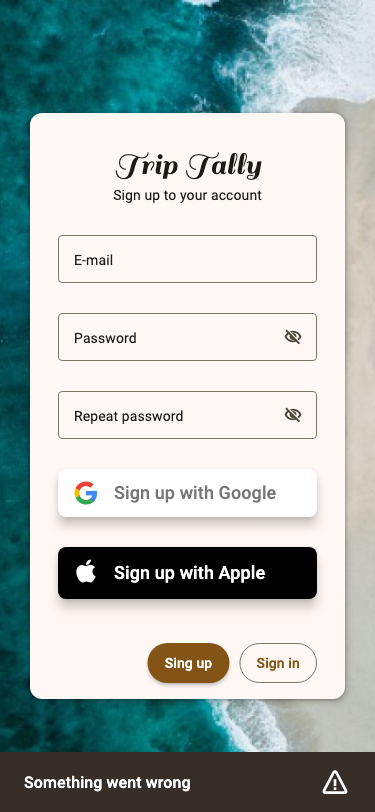 Trip Tally
Sign up to your account
E-mail
Password
Repeat password
Sign up with Google
Sign up with Apple
Sing up
Sign in
Something went wrong